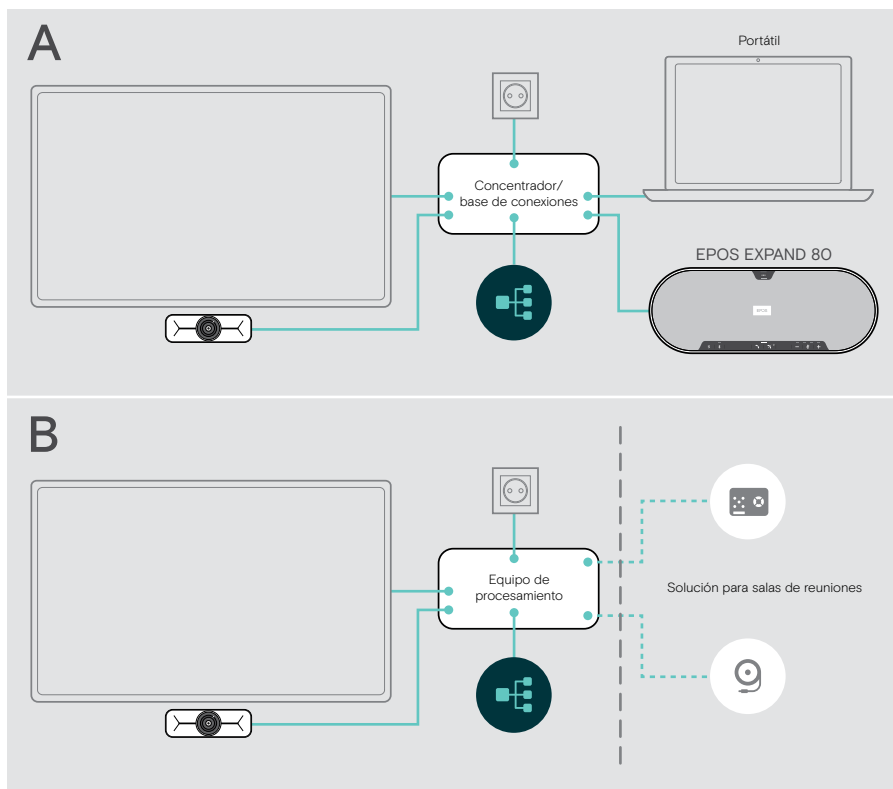 A
Portátil
Concentrador/
base de conexiones
EPOS EXPAND 80
EPOS
B
Equipo de
procesamiento
Solución para salas de reuniones